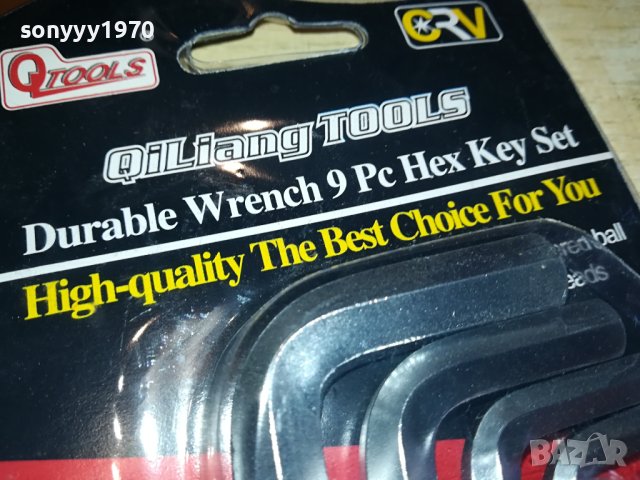 sonyyy1970
QTOOLS
CRV
QiLiang TOOLS
Durable Wrench 9 Pc Hex Key Set
High-quality The Best Choice For You
ball
BAZAR